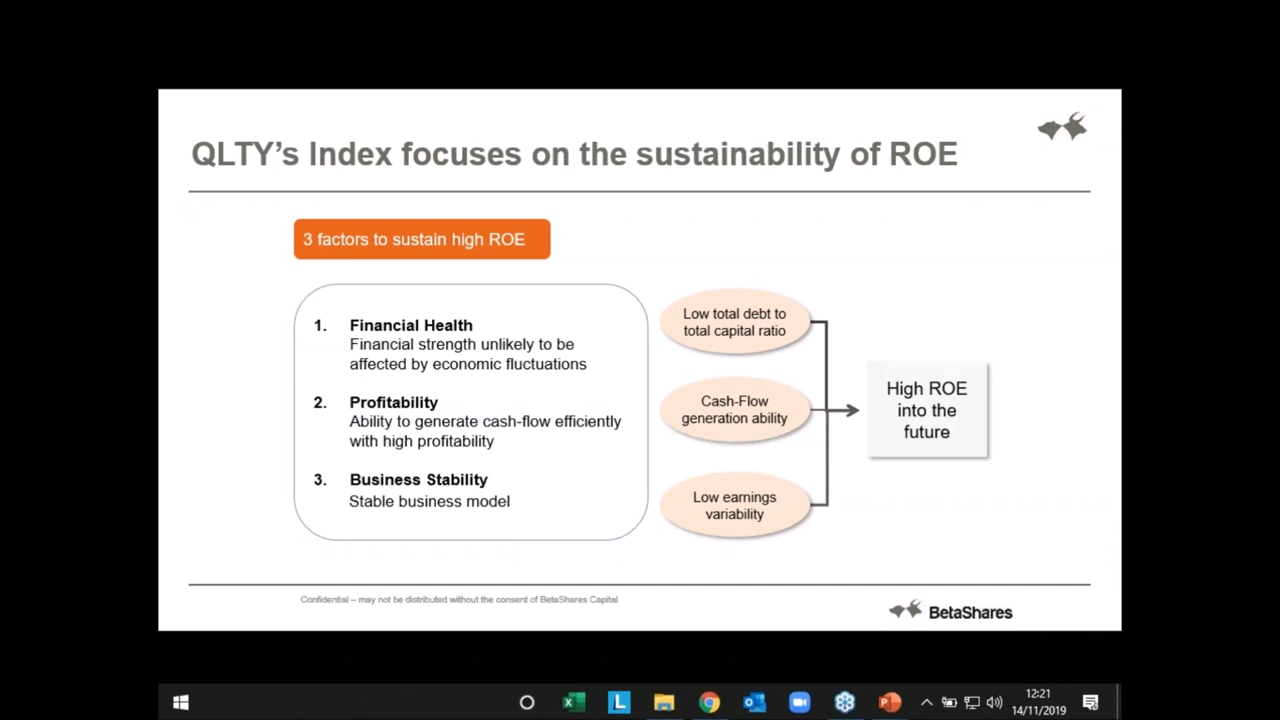 QLTY's Index focuses on the sustainability of ROE
3 factors to sustain high ROE
1. Financial Health
Financial strength unlikely to be
affected by economic fluctuations
2. Profitability
Ability to generate cash-flow efficiently
with high profitability
3. Business Stability
Stable business model
Low total debt to
total capital ratio
Cash-Flow
generation ability
Low earnings
variability
High ROE
into the
future
Confidential – may not be distributed without the consent of BetaShares Capital
BetaShares
12:21
14/11/2019